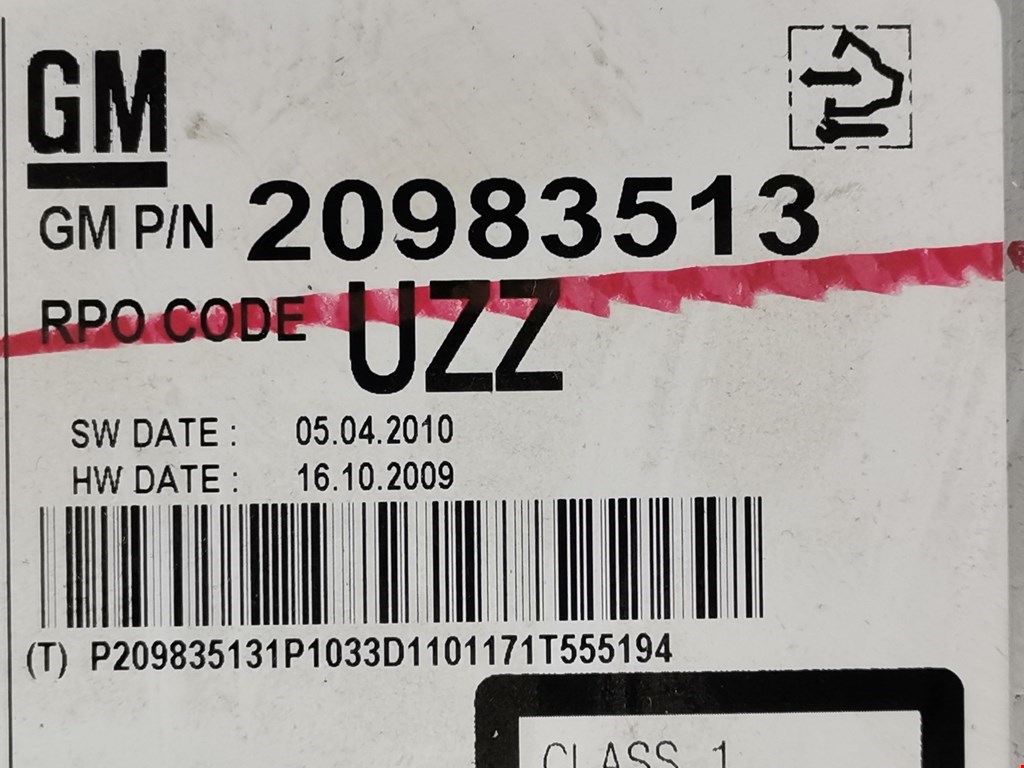 GM
GM P/N 20983513
RPO CODE UZZ
SW DATE : 05.04.2010
HW DATE : 16.10.2009
(T) P209835131P1033D1101171T555194
CLASS 1